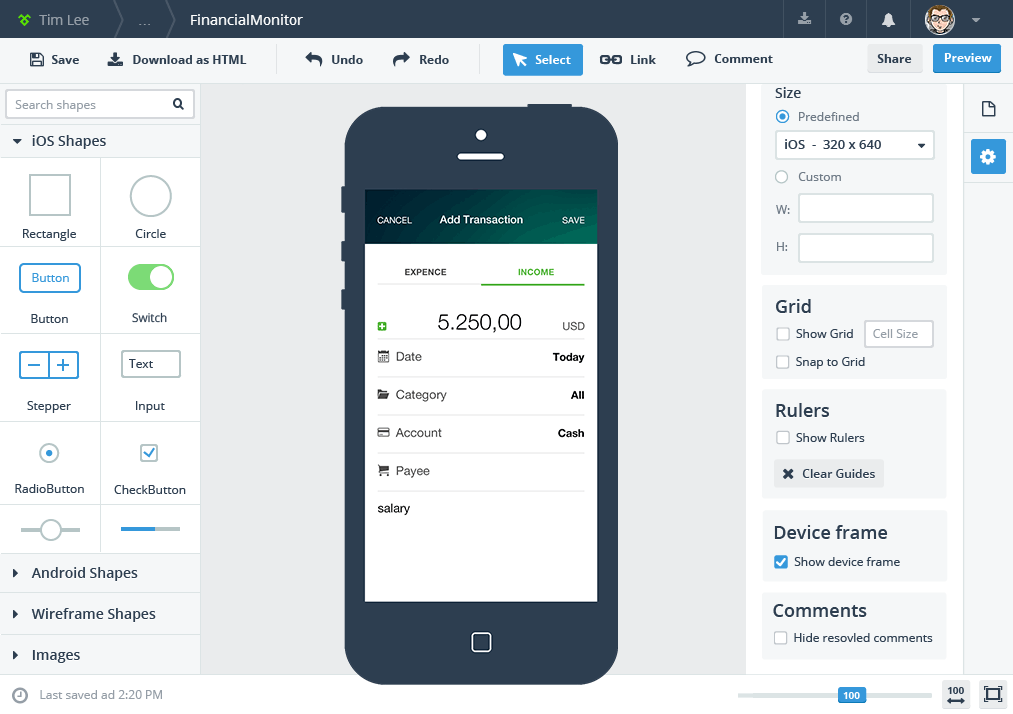 Tim Lee ... FinancialMonitor
Save Download as HTML Undo Redo Select Link Comment Share Preview
Search shapes
iOS Shapes
Rectangle Circle
Button
Button Switch
Text
Stepper Input
RadioButton CheckButton
Android Shapes
Wireframe Shapes
Images
CANCEL Add Transaction SAVE
EXPENCE INCOME
5.250,00 USD
Date Today
Category All
Account Cash
Payee
salary
Size
Predefined
iOS - 320 x 640
Custom
W:
H:
Grid
Show Grid Cell Size
Snap to Grid
Rulers
Show Rulers
Clear Guides
Device frame
Show device frame
Comments
Hide resovled comments
Last saved ad 2:20 PM
100 100